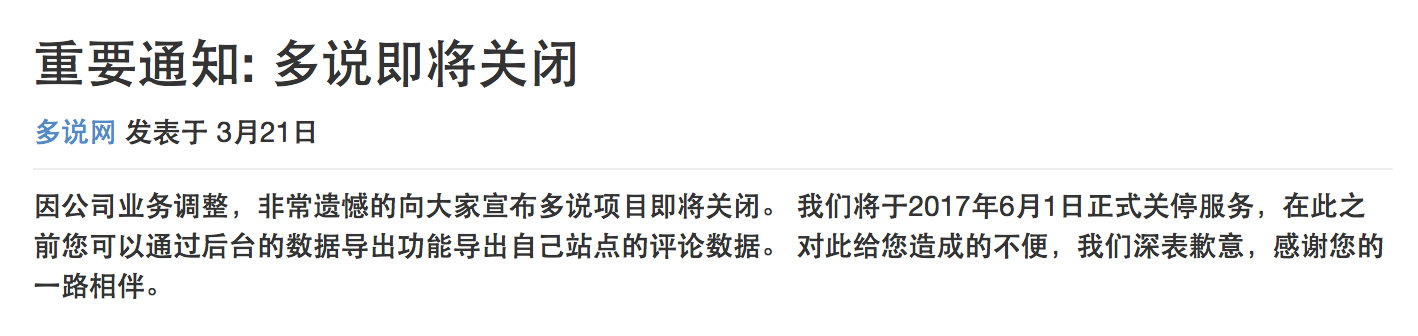 重要通知: 多说即将关闭
多说网 发表于 3月21日
因公司业务调整，非常遗憾的向大家宣布多说项目即将关闭。 我们将于2017年6月1日正式关停服务，在此之
前您可以通过后台的数据导出功能导出自己站点的评论数据。 对此给您造成的不便，我们深表歉意，感谢您的
一路相伴。